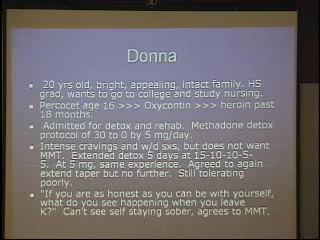 Donna
20 yrs old, bright, appealing, intact family. HS
grad, wants to go to college and study nursing.
Percocet age 16 >>> Oxycontin >>> heroin past
18 months.
Admitted for detox and rehab. Methadone detox
protocol of 30 to 0 by 5 mg/day.
Intense cravings and w/d sxs, but does not want
MMT. Extended detox 5 days at 15-10-10-5-
5. At 5 mg, same experience. Agreed to again
extend taper but no further. Still tolerating
poorly.
"If you are as honest as you can be with yourself,
what do you see happening when you leave
K?" Can't see self staying sober, agrees to MMT.